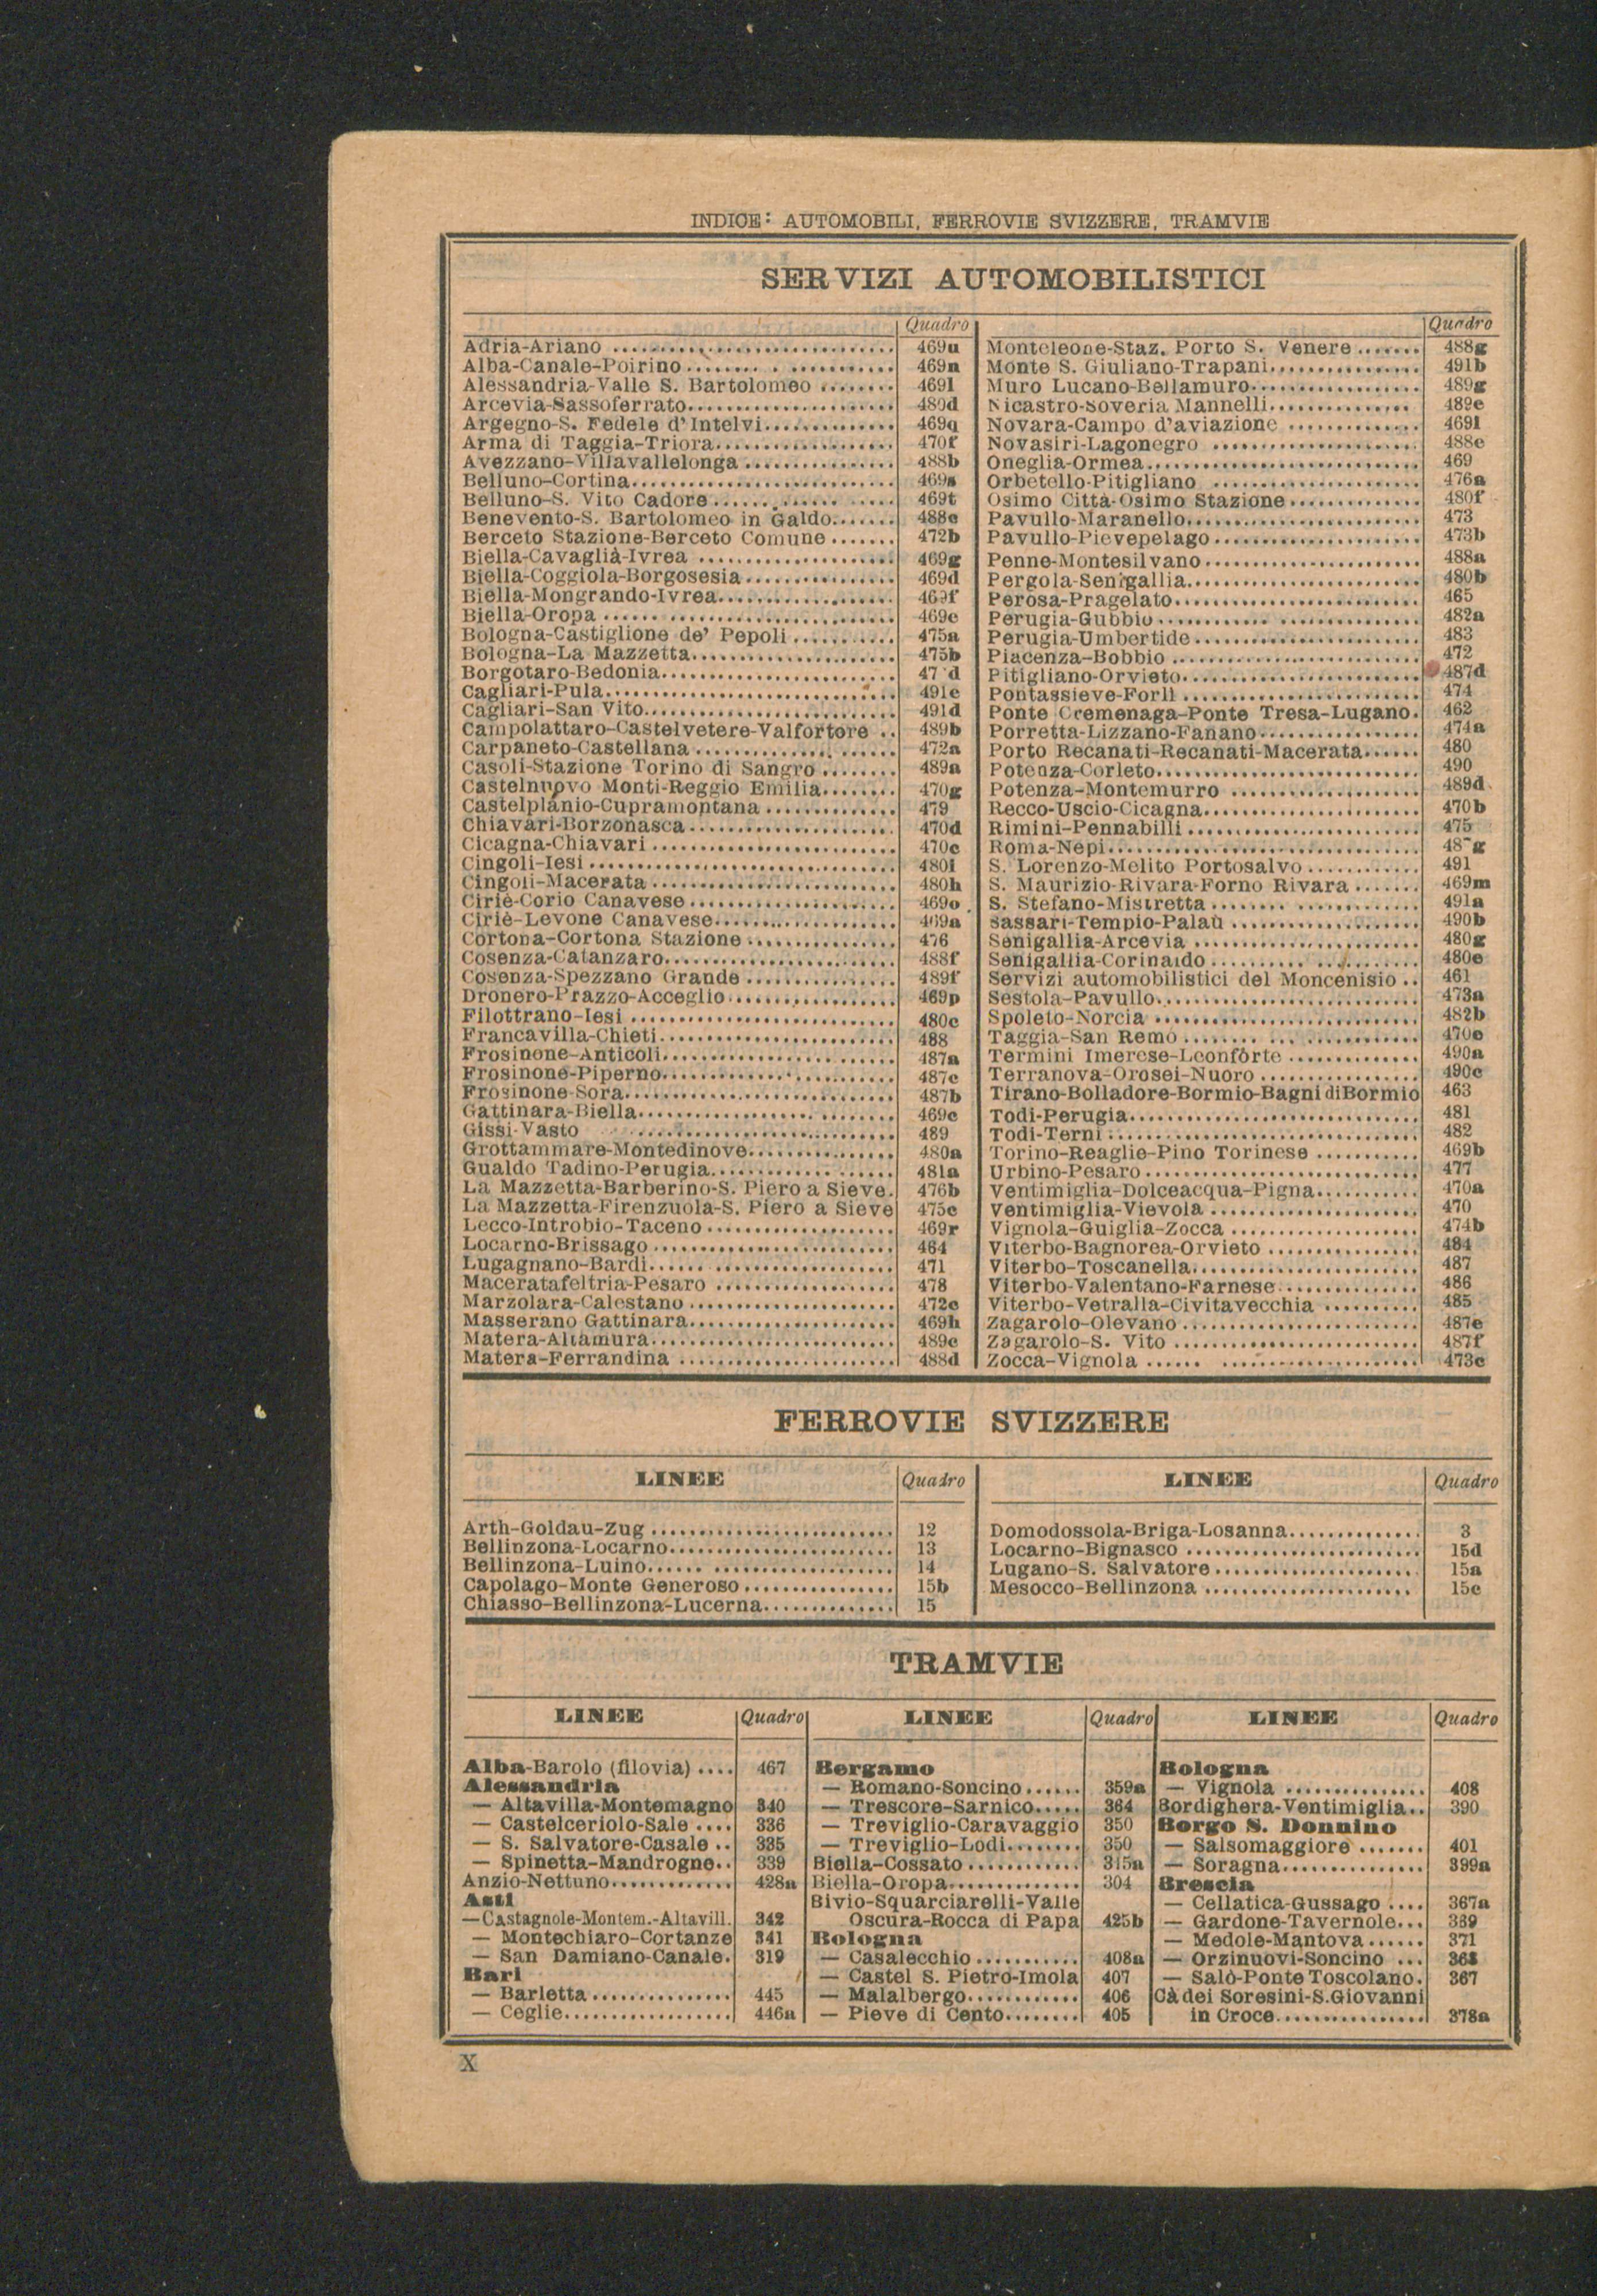 INDICE: AUTOMOBILI, FERROVIE SVIZZERE, TRAMVIE
SERVIZI AUTOMOBILISTICI
Quadro
Adria-Ariano 469u
Alba-Canale-Poirino 469n
Alessandria-Valle S. Bartolomeo 469l
Arcevia-Sassoferrato 480d
Argegno-S. Fedele d'Intelvi 469q
Arma di Taggia-Triora 470f
Avezzano-Villavallelonga 488b
Belluno-Cortina 469s
Belluno-S. Vito Cadore 469t
Benevento-S. Bartolomeo in Galdo 488e
Berceto Stazione-Berceto Comune 472b
Biella-Cavaglià-Ivrea 469g
Biella-Coggiola-Borgosesia 469d
Biella-Mongrando-Ivrea 469f
Biella-Oropa 469e
Bologna-Castiglione de' Pepoli 475a
Bologna-La Mazzetta 475b
Borgotaro-Bedonia 47 d
Cagliari-Pula 491c
Cagliari-San Vito 491d
Campolattaro-Castelvetere-Valfortore 489b
Carpaneto-Castellana 472a
Casoli-Stazione Torino di Sangro 489a
Castelnuovo Monti-Reggio Emilia 470g
Castelplanio-Cupramontana 479
Chiavari-Borzonasca 470d
Cicagna-Chiavari 470c
Cingoli-Iesi 480i
Cingoli-Macerata 480h
Ciriè-Corio Canavese 469o
Ciriè-Levone Canavese 469a
Cortona-Cortona Stazione 476
Cosenza-Catanzaro 488f
Cosenza-Spezzano Grande 489f
Dronero-Prazzo-Acceglio 469p
Filottrano-Iesi 480c
Francavilla-Chieti 488
Frosinone-Anticoli 487a
Frosinone-Piperno 487c
Frosinone-Sora 487b
Gattinara-Biella 469c
Gissi-Vasto 489
Grottammare-Montedinove 480a
Gualdo Tadino-Perugia 481a
La Mazzetta-Barberino-S. Piero a Sieve. 476b
La Mazzetta-Firenzuola-S. Piero a Sieve 475c
Lecco-Introbio-Taceno 469r
Locarno-Brissago 464
Lugagnano-Bardi 471
Maceratafeltria-Pesaro 478
Marzolara-Calestano 472c
Masserano Gattinara 469h
Matera-Altamura 489c
Matera-Ferrandina 488d
Quadro
Monteleone-Staz. Porto S. Venere 488g
Monte S. Giuliano-Trapani 491b
Muro Lucano-Bellamuro 489g
Nicastro-Soveria Mannelli 489e
Novara-Campo d'aviazione 469i
Novasiri-Lagonegro 488c
Oneglia-Ormea 469
Orbetello-Pitigliano 476a
Osimo Città-Osimo Stazione 480f
Pavullo-Maranello 473
Pavullo-Pievepelago 473b
Penne-Montesilvano 488a
Pergola-Senigallia 480b
Perosa-Pragelato 465
Perugia-Gubbio 482a
Perugia-Umbertide 483
Piacenza-Bobbio 472
Pitigliano-Orvieto 487d
Pontassieve-Forlì 474
Ponte Cremenaga-Ponte Tresa-Lugano. 462
Porretta-Lizzano-Fanano 474a
Porto Recanati-Recanati-Macerata 480
Potenza-Corleto 490
Potenza-Montemurro 489d
Recco-Uscio-Cicagna 470b
Rimini-Pennabilli 475
Roma-Nepi 48 g
S. Lorenzo-Melito Portosalvo 491
S. Maurizio-Rivara-Forno Rivara 469m
S. Stefano-Mistretta 491a
Sassari-Tempio-Palaù 490b
Senigallia-Arcevia 480g
Senigallia-Corinaldo 480e
Servizi automobilistici del Moncenisio 461
Sestola-Pavullo 473a
Spoleto-Norcia 482b
Taggia-San Remo 470e
Termini Imerese-Leonforte 490a
Terranova-Orosei-Nuoro 490c
Tirano-Bolladore-Bormio-Bagni di Bormio 463
Todi-Perugia 481
Todi-Terni 482
Torino-Reaglie-Pino Torinese 469b
Urbino-Pesaro 477
Ventimiglia-Dolceacqua-Pigna 470a
Ventimiglia-Vievola 470
Vignola-Guiglia-Zocca 474b
Viterbo-Bagnorea-Orvieto 484
Viterbo-Toscanella 487
Viterbo-Valentano-Farnese 486
Viterbo-Vetralla-Civitavecchia 485
Zagarolo-Olevano 487e
Zagarolo-S. Vito 487f
Zocca-Vignola 473c
FERROVIE SVIZZERE
LINEE Quadro
Arth-Goldau-Zug 12
Bellinzona-Locarno 13
Bellinzona-Luino 14
Capolago-Monte Generoso 15b
Chiasso-Bellinzona-Lucerna 15
LINEE Quadro
Domodossola-Briga-Losanna 3
Locarno-Bignasco 15d
Lugano-S. Salvatore 15a
Mesocco-Bellinzona 15c
TRAMVIE
LINEE Quadro
Alba-Barolo (filovia) 467
Alessandria
— Altavilla-Montemagno 340
— Castelceriolo-Sale 336
— S. Salvatore-Casale 335
— Spinetta-Mandrogne 339
Anzio-Nettuno 428a
Asti
— Castagnole-Montem.-Altavill. 342
— Montechiaro-Cortanze 341
— San Damiano-Canale. 319
Bari
— Barletta 445
— Ceglie 446a
LINEE Quadro
Bergamo
— Romano-Soncino 359a
— Trescore-Sarnico 364
— Treviglio-Caravaggio 350
— Treviglio-Lodi 350
Biella-Cossato 315a
Biella-Oropa 304
Bivio-Squarciarelli-Valle
Oscura-Rocca di Papa 425b
Bologna
— Casalecchio 408a
— Castel S. Pietro-Imola 407
— Malalbergo 406
— Pieve di Cento 405
LINEE Quadro
Bologna
— Vignola 408
Bordighera-Ventimiglia 390
Borgo S. Donnino
— Salsomaggiore 401
— Soragna 399a
Brescia
— Cellatica-Gussago 367a
— Gardone-Tavernole 369
— Medole-Mantova 371
— Orzinuovi-Soncino 368
— Salò-Ponte Toscolano. 367
Cà dei Soresini-S. Giovanni
in Croce 378a
X